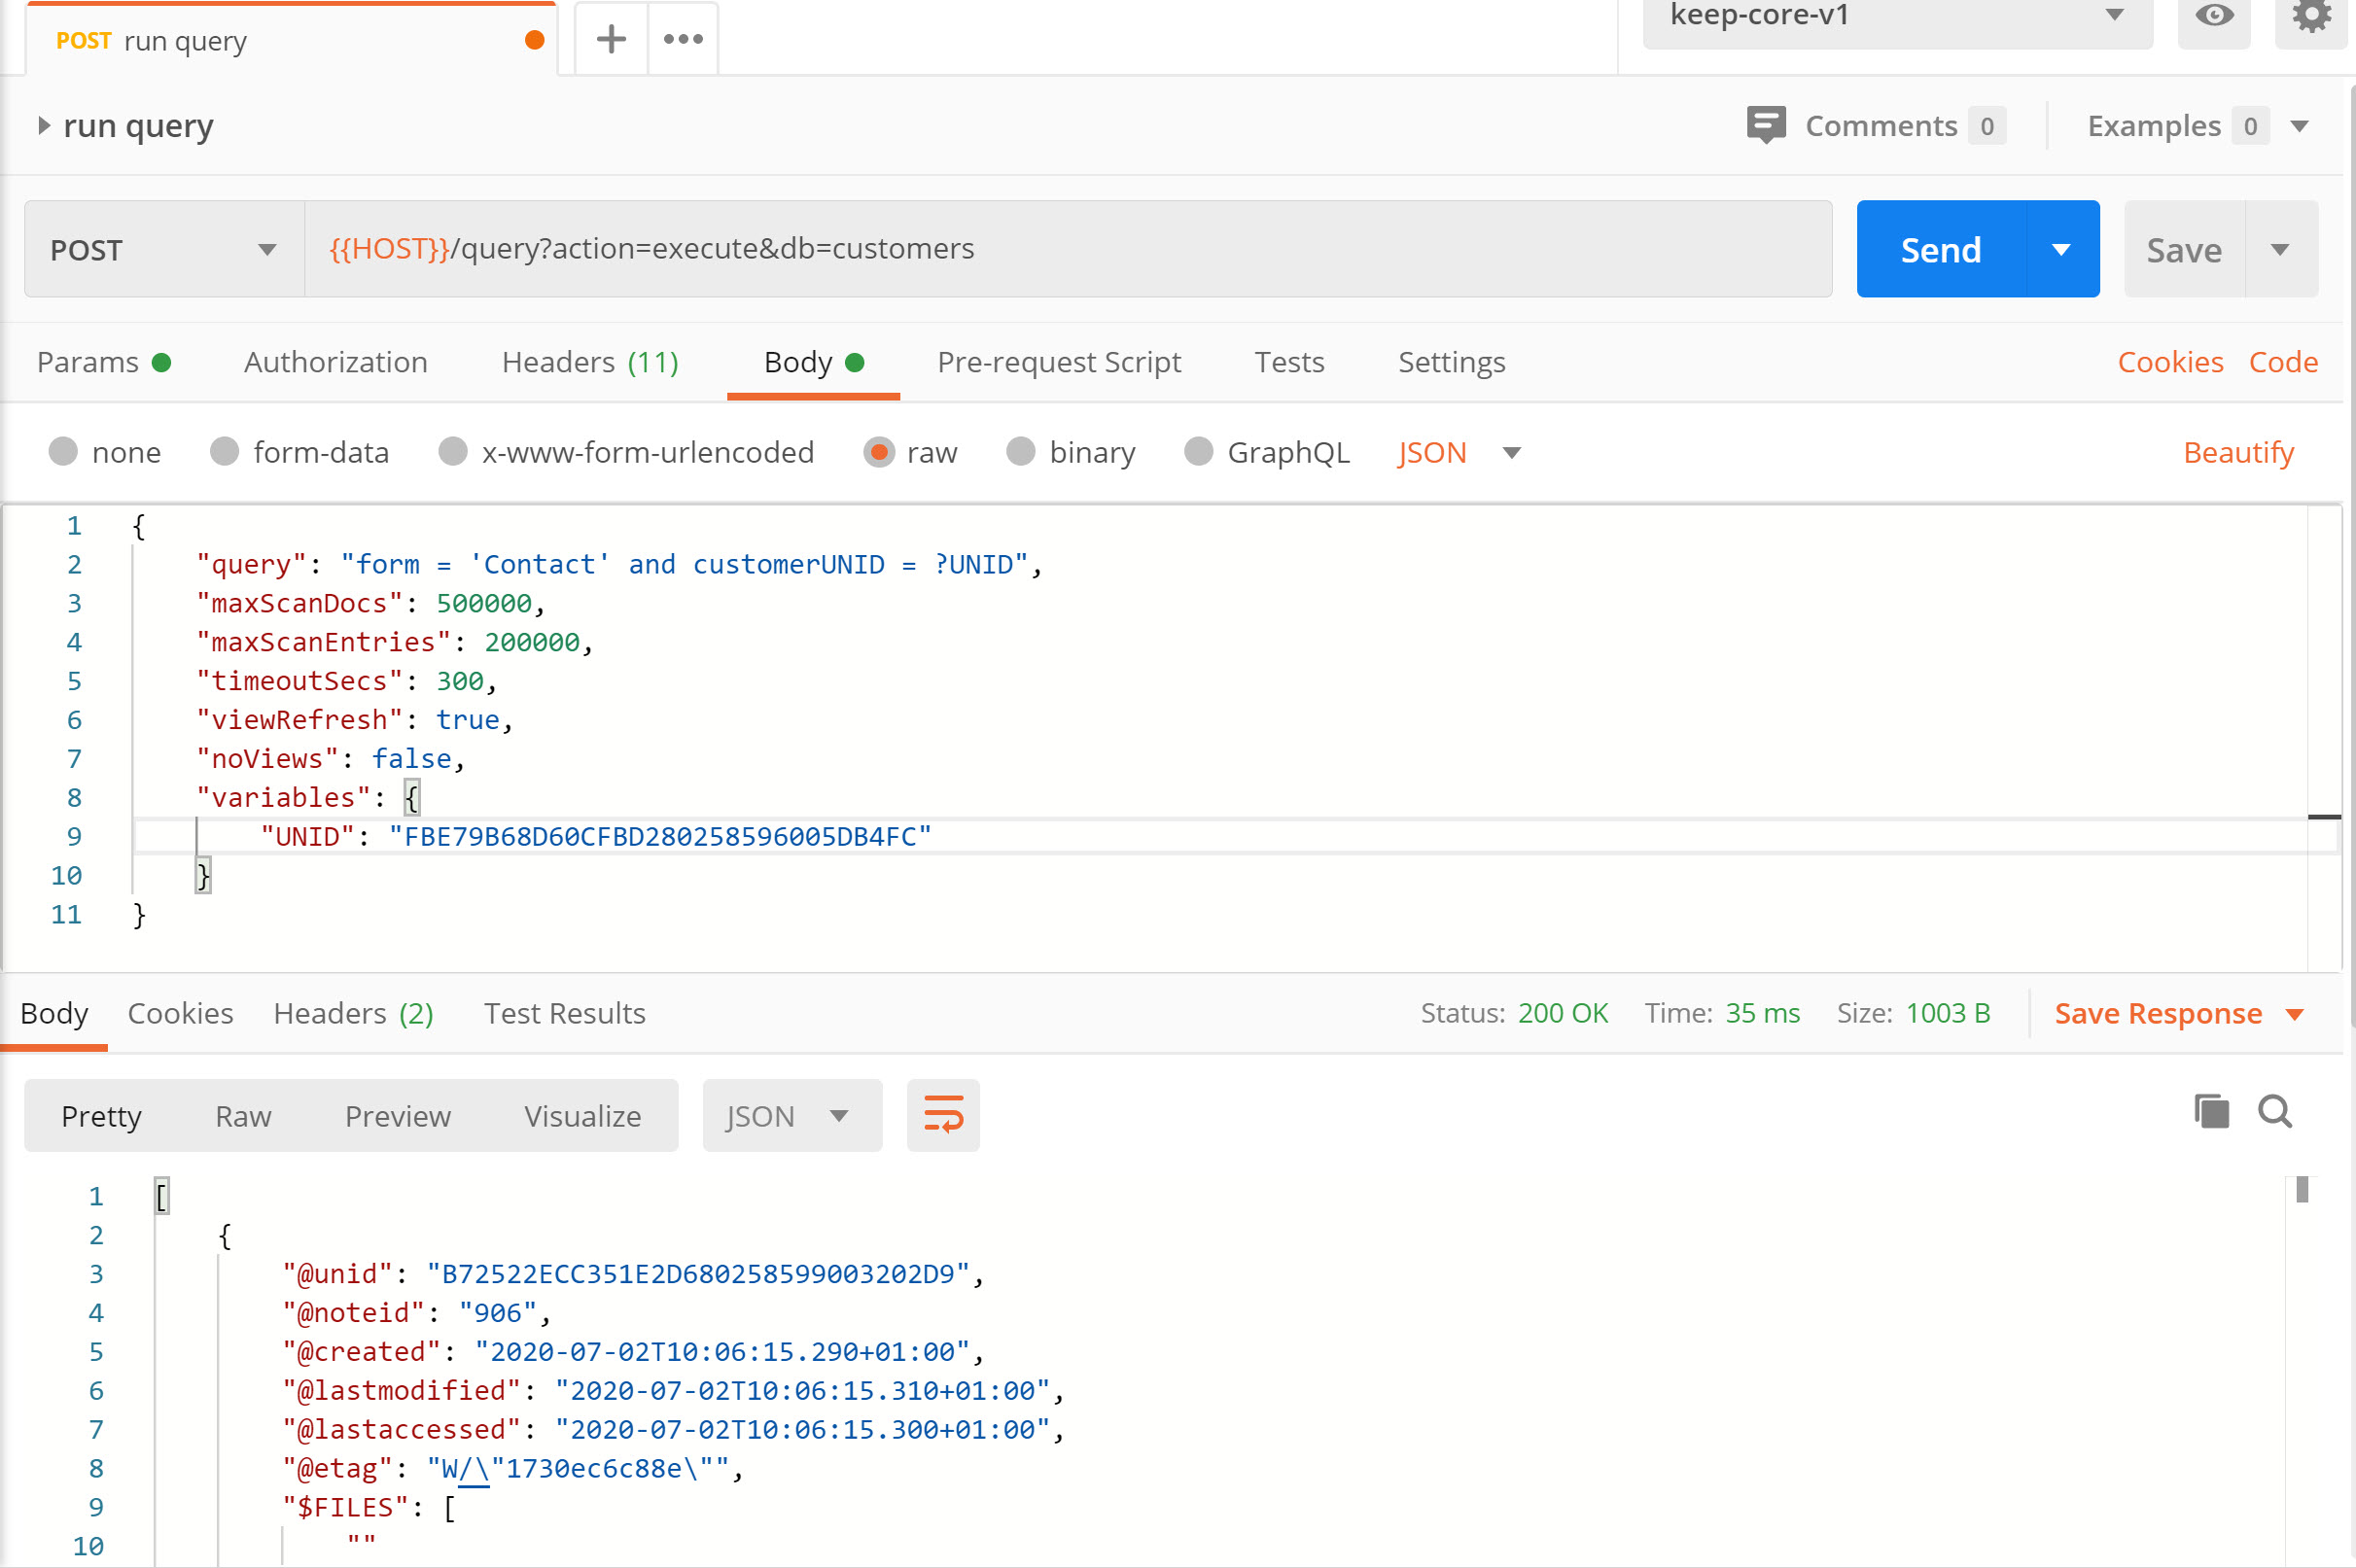 POST run query
keep-core-v1
run query
Comments 0 Examples 0
POST {{HOST}}/query?action=execute&db=customers Send Save
Params Authorization Headers (11) Body Pre-request Script Tests Settings Cookies Code
none form-data x-www-form-urlencoded raw binary GraphQL JSON Beautify
1 {
2 "query": "form = 'Contact' and customerUNID = ?UNID",
3 "maxScanDocs": 500000,
4 "maxScanEntries": 200000,
5 "timeoutSecs": 300,
6 "viewRefresh": true,
7 "noViews": false,
8 "variables": {
9 "UNID": "FBE79B68D60CFBD280258596005DB4FC"
10 }
11 }
Body Cookies Headers (2) Test Results Status: 200 OK Time: 35 ms Size: 1003 B Save Response
Pretty Raw Preview Visualize JSON
1 [
2 {
3 "@unid": "B72522ECC351E2D680258599003202D9",
4 "@noteid": "906",
5 "@created": "2020-07-02T10:06:15.290+01:00",
6 "@lastmodified": "2020-07-02T10:06:15.310+01:00",
7 "@lastaccessed": "2020-07-02T10:06:15.300+01:00",
8 "@etag": "W/\"1730ec6c88e\"",
9 "$FILES": [
10 ""